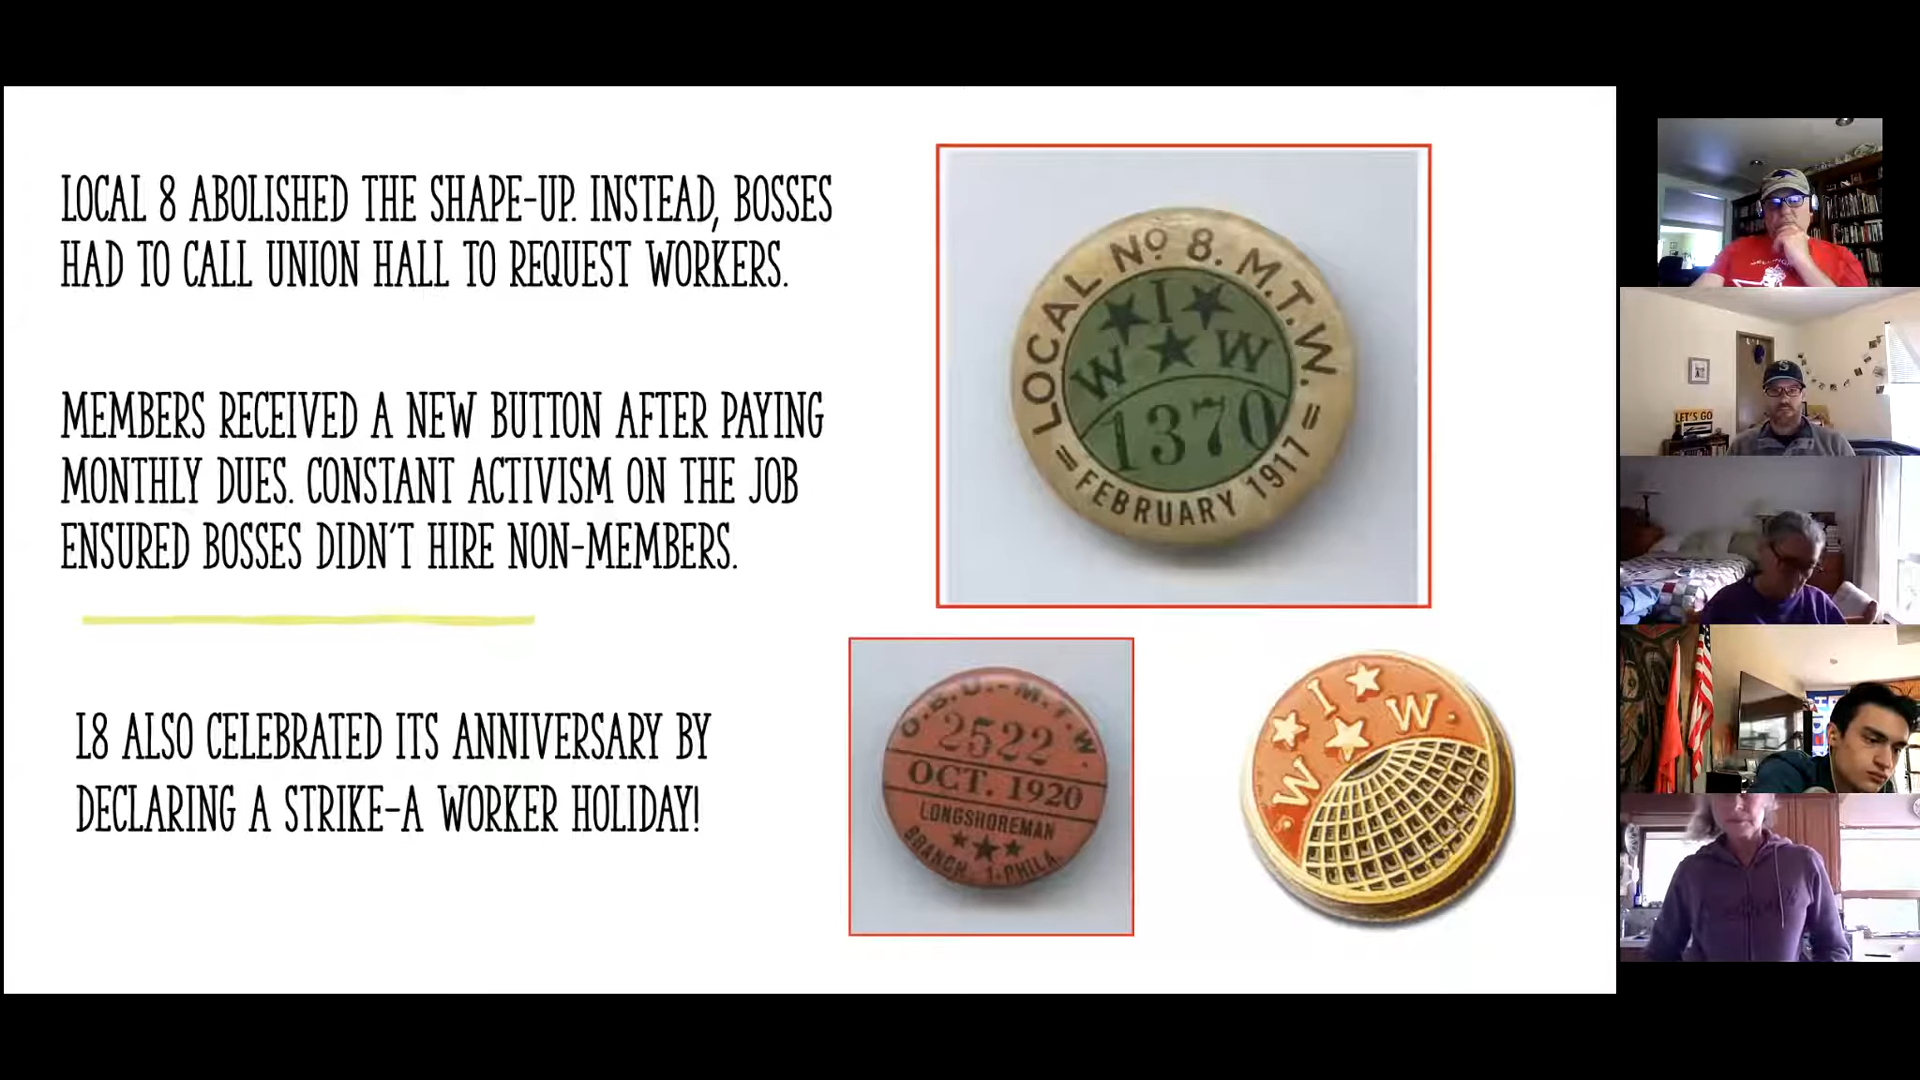 LOCAL 8 ABOLISHED THE SHAPE-UP. INSTEAD, BOSSES
HAD TO CALL UNION HALL TO REQUEST WORKERS.
MEMBERS RECEIVED A NEW BUTTON AFTER PAYING
MONTHLY DUES. CONSTANT ACTIVISM ON THE JOB
ENSURED BOSSES DIDN'T HIRE NON-MEMBERS.
L8 ALSO CELEBRATED ITS ANNIVERSARY BY
DECLARING A STRIKE-A WORKER HOLIDAY!
LOCAL No 8. M.T.W.
I
W W
1370
FEBRUARY 1917
O.B.U.-M.T.W.
2522
OCT. 1920
LONGSHOREMAN
BRANCH 1-PHILA.
I
W W
LET'S GO